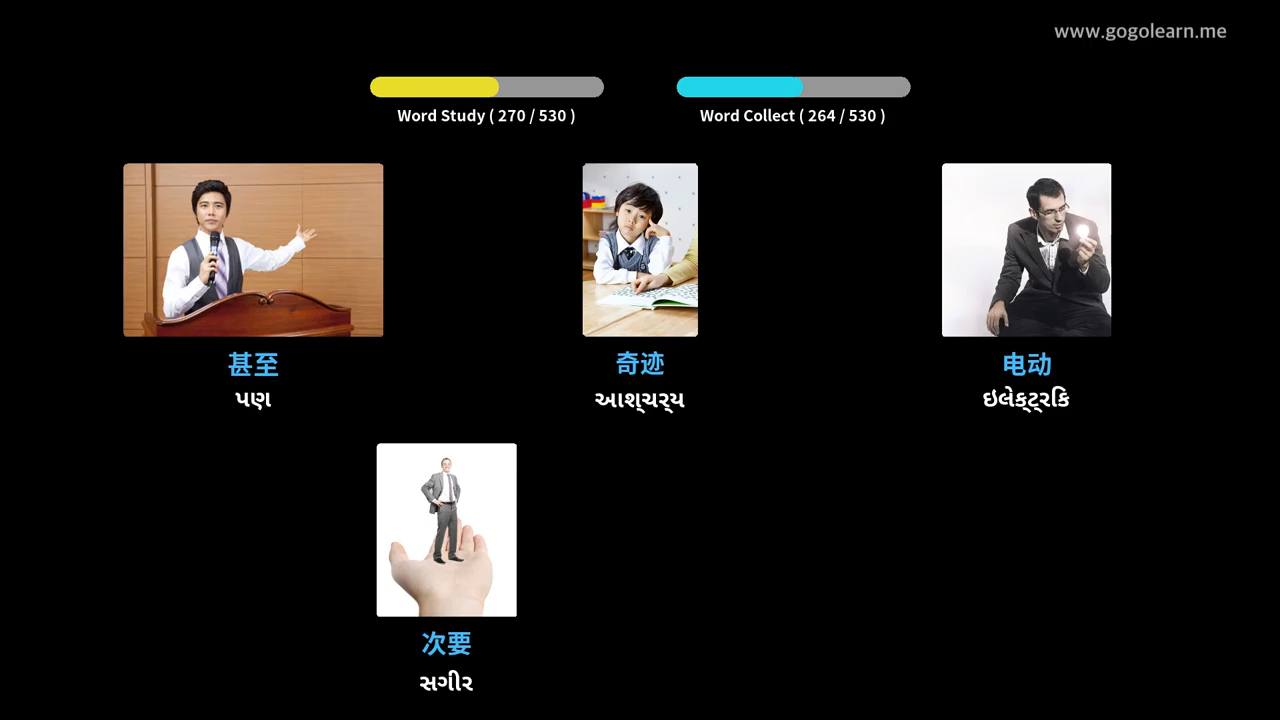 www.gogolearn.me
Word Study ( 270 / 530 )
Word Collect ( 264 / 530 )
甚至
પણ
奇迹
આશ્ચર્ય
电动
ઇલેક્ટ્રિક
次要
સગીર